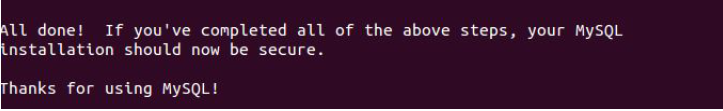 All done!  If you've completed all of the above steps, your MySQL
installation should now be secure.
Thanks for using MySQL!